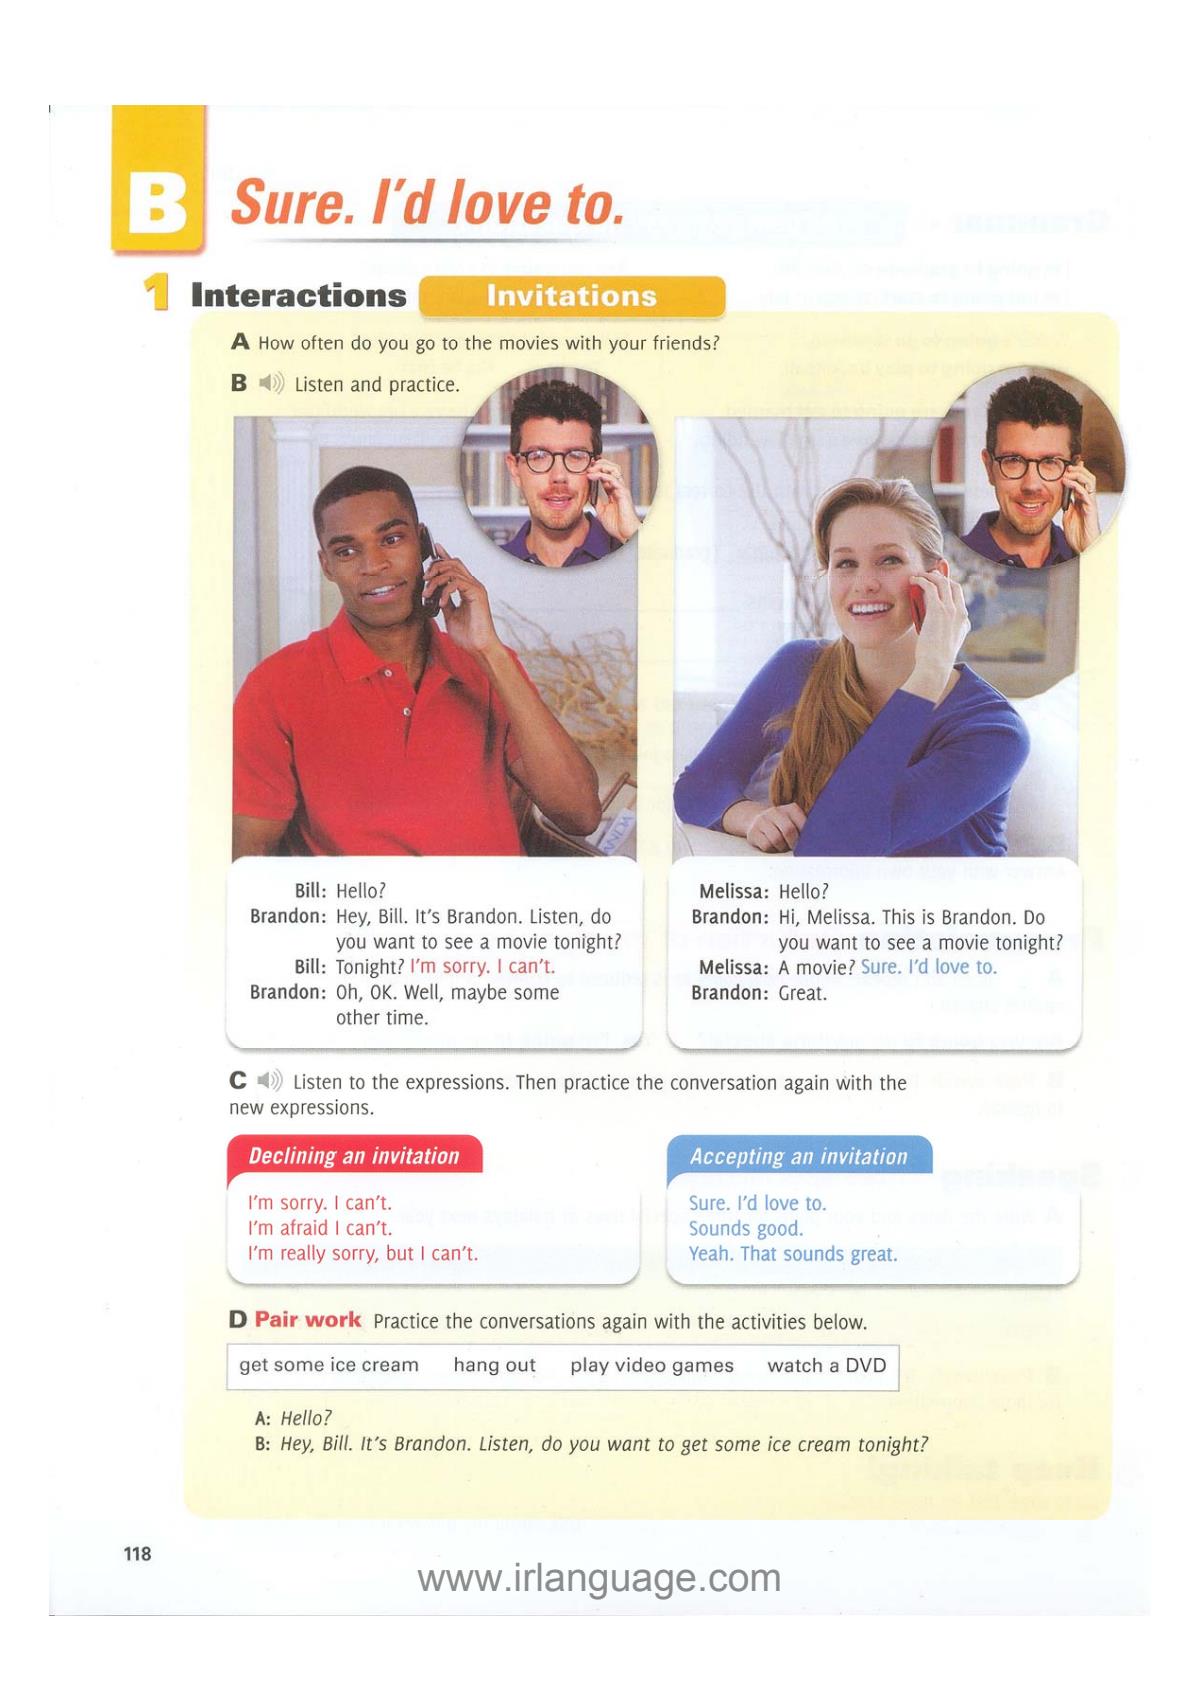 B
Sure. I'd love to.
1 Interactions Invitations
A How often do you go to the movies with your friends?
B Listen and practice.
Bill: Hello?
Brandon: Hey, Bill. It's Brandon. Listen, do
you want to see a movie tonight?
Bill: Tonight? I'm sorry. I can't.
Brandon: Oh, OK. Well, maybe some
other time.
Melissa: Hello?
Brandon: Hi, Melissa. This is Brandon. Do
you want to see a movie tonight?
Melissa: A movie? Sure. I'd love to.
Brandon: Great.
C Listen to the expressions. Then practice the conversation again with the
new expressions.
Declining an invitation
I'm sorry. I can't.
I'm afraid I can't.
I'm really sorry, but I can't.
Accepting an invitation
Sure. I'd love to.
Sounds good.
Yeah. That sounds great.
D Pair work Practice the conversations again with the activities below.
get some ice cream hang out play video games watch a DVD
A: Hello?
B: Hey, Bill. It's Brandon. Listen, do you want to get some ice cream tonight?
118
www.irlanguage.com